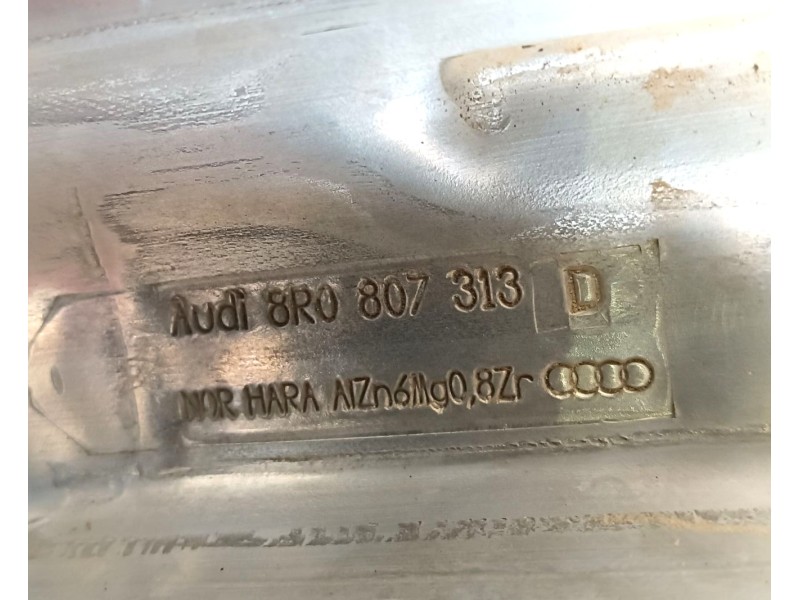 Audi 8R0 807 313 D
NOR HARA AlZn6Mg0,8Zr